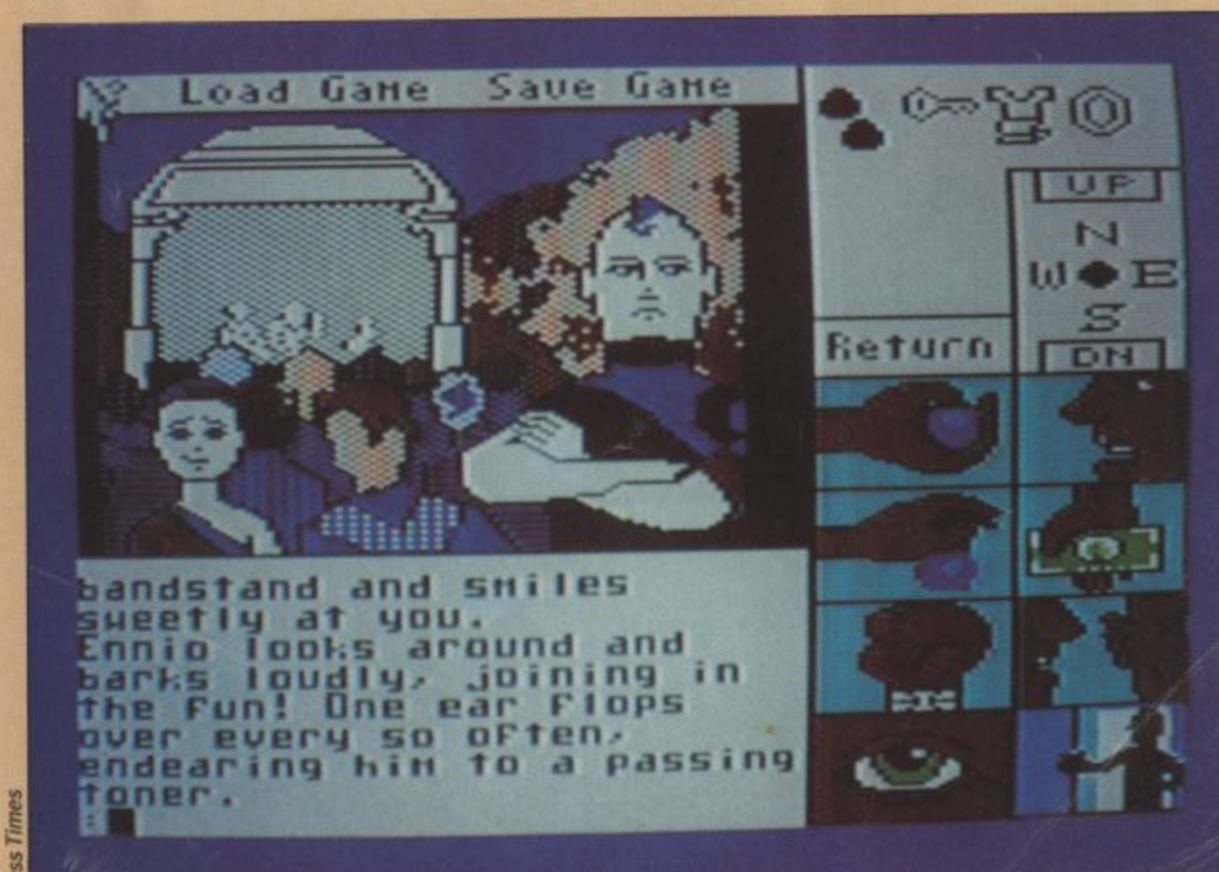 Load Game Save Game
UP
N
W E
S
DN
Return
bandstand and smiles
sweetly at you.
Ennio looks around and
barks loudly, joining in
the fun! One ear flops
over every so often,
endearing him to a passing
toner.
:
ss Times